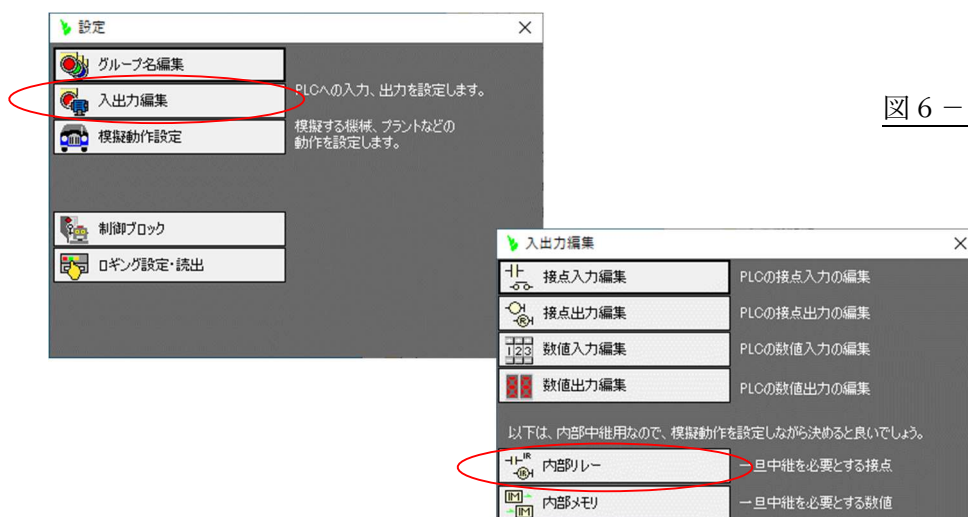 設定
グループ名編集
入出力編集
PLCへの入力、出力を設定します。
模擬動作設定
模擬する機械、プラントなどの
動作を設定します。
制御ブロック
ロギング設定・読出
図６－
入出力編集
接点入力編集
PLCの接点入力の編集
接点出力編集
PLCの接点出力の編集
数値入力編集
PLCの数値入力の編集
数値出力編集
PLCの数値出力の編集
以下は、内部中継用なので、模擬動作を設定しながら決めると良いでしょう。
内部リレー
一旦中継を必要とする接点
内部メモリ
一旦中継を必要とする数値